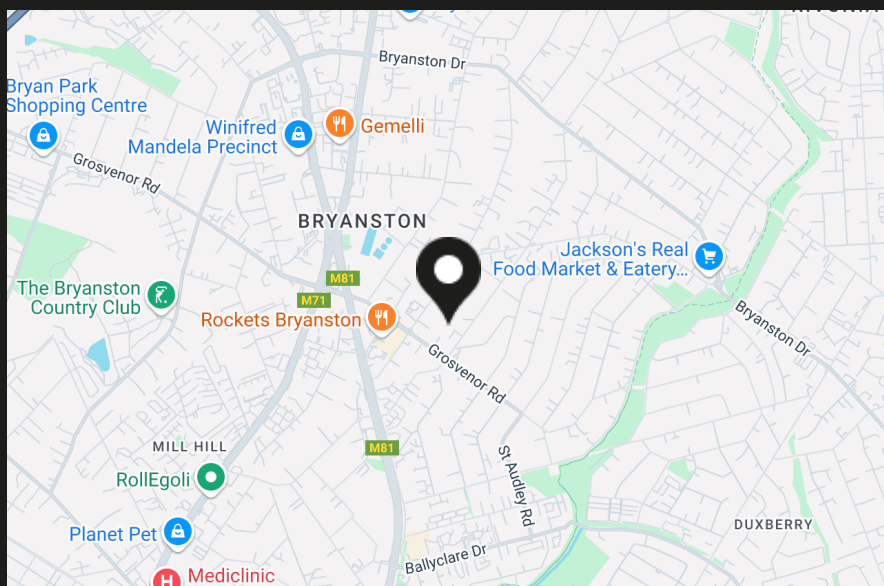 Bryanston Dr
Bryan Park
Shopping Centre
Winifred
Mandela Precinct
Gemelli
Grosvenor Rd
BRYANSTON
Jackson's Real
Food Market & Eatery...
M81
The Bryanston
Country Club
M71
Rockets Bryanston
Bryanston Dr
Grosvenor Rd
MILL HILL
M81
RollEgoli
St Audley Rd
DUXBERRY
Planet Pet
Ballyclare Dr
H Mediclinic